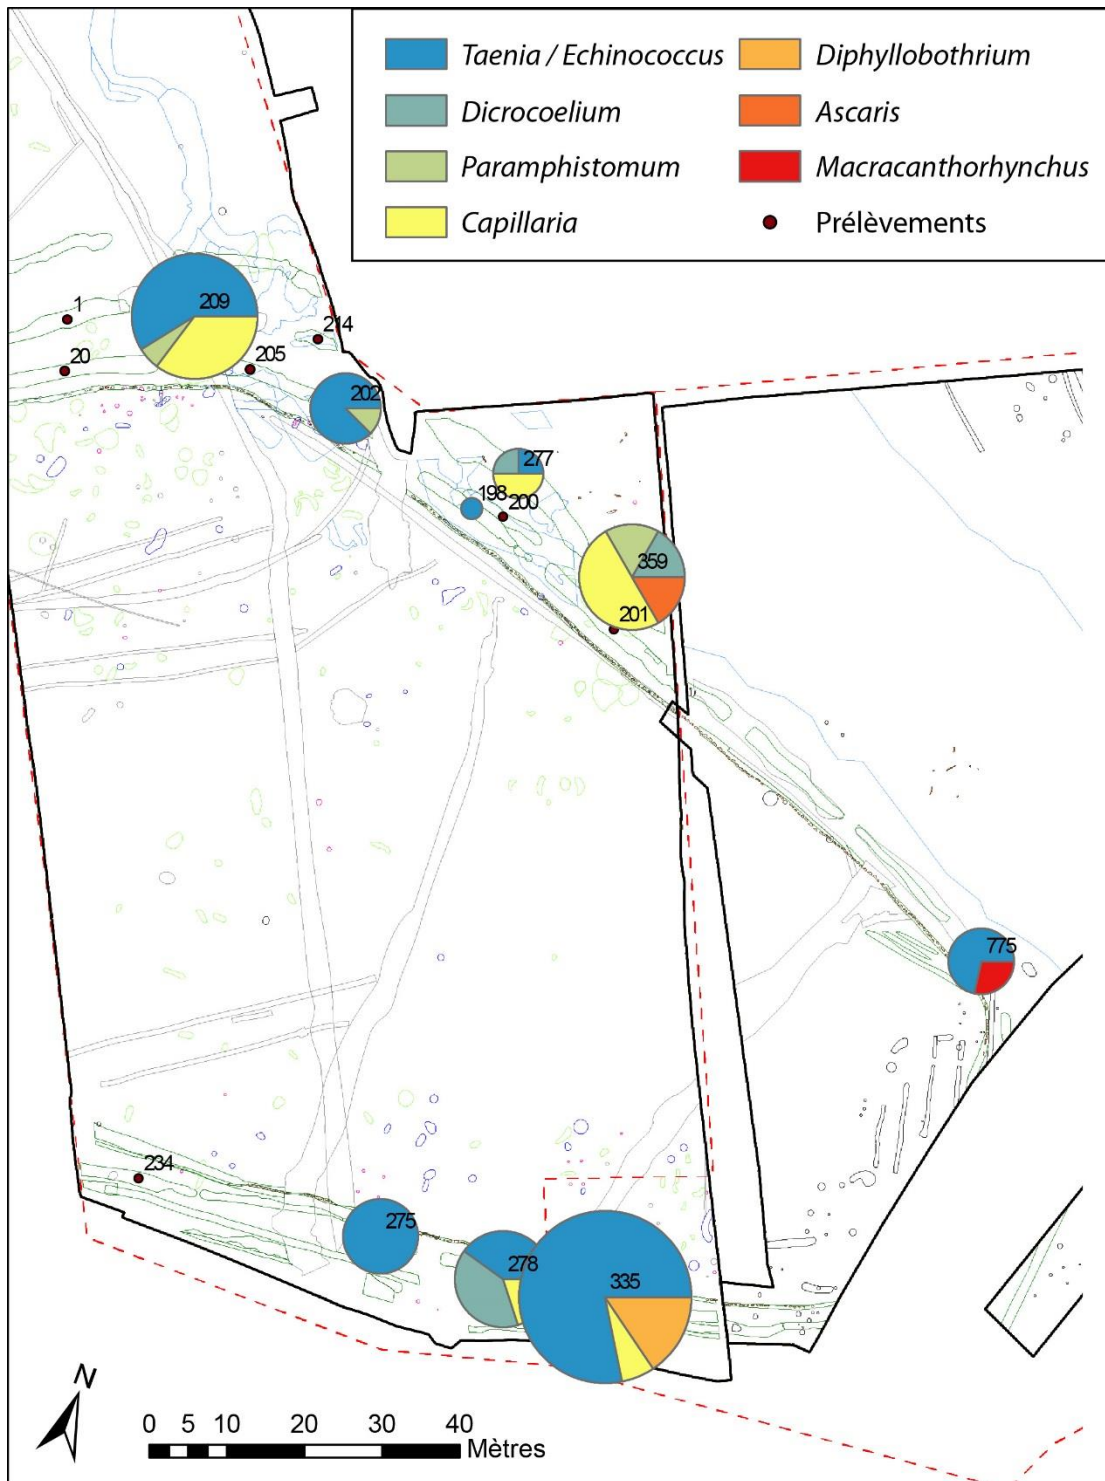 Taenia / Echinococcus
Diphyllobothrium
Dicrocoelium
Ascaris
Paramphistomum
Macracanthorhynchus
Capillaria
Prélèvements
1
209
214
20
205
202
277
198
200
359
201
775
234
275
278
335
N
0 5 10 20 30 40
Mètres